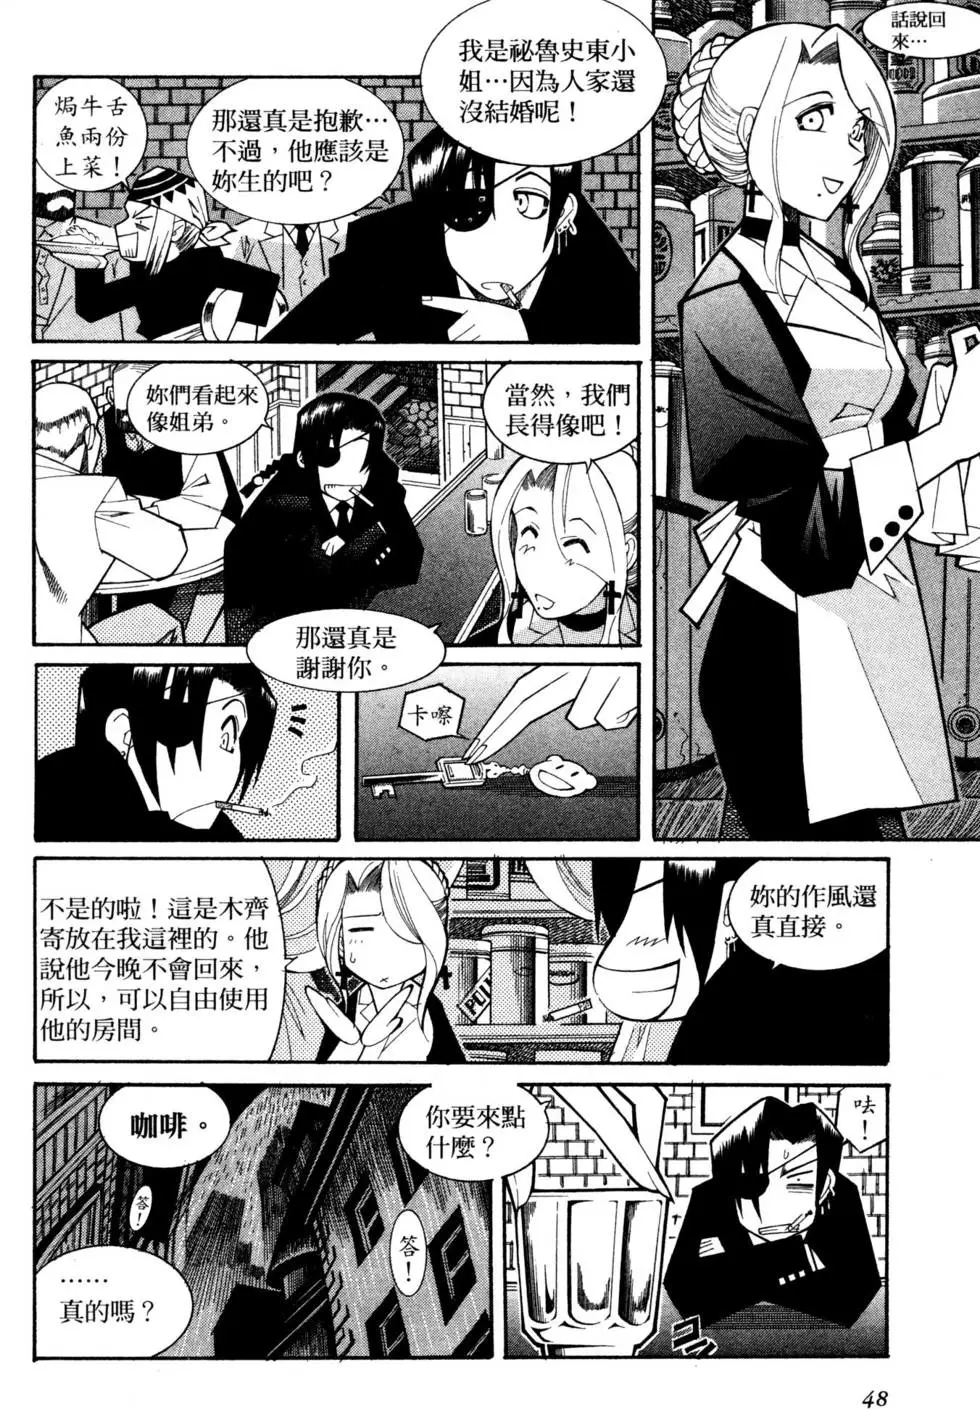 話說回
來…
我是祕魯史東小
姐…因為人家還
沒結婚呢！
那還真是抱歉…
不過，他應該是
妳生的吧？
焗牛舌
魚兩份
上菜！
當然，我們
長得像吧！
妳們看起來
像姐弟。
那還真是
謝謝你。
卡嚓
妳的作風還
真直接。
不是的啦！這是木齊
寄放在我這裡的。他
說他今晚不會回來，
所以，可以自由使用
他的房間。
PULL
呿！
你要來點
什麼？
コン
咖啡。
答！
答！
……
真的嗎？
48